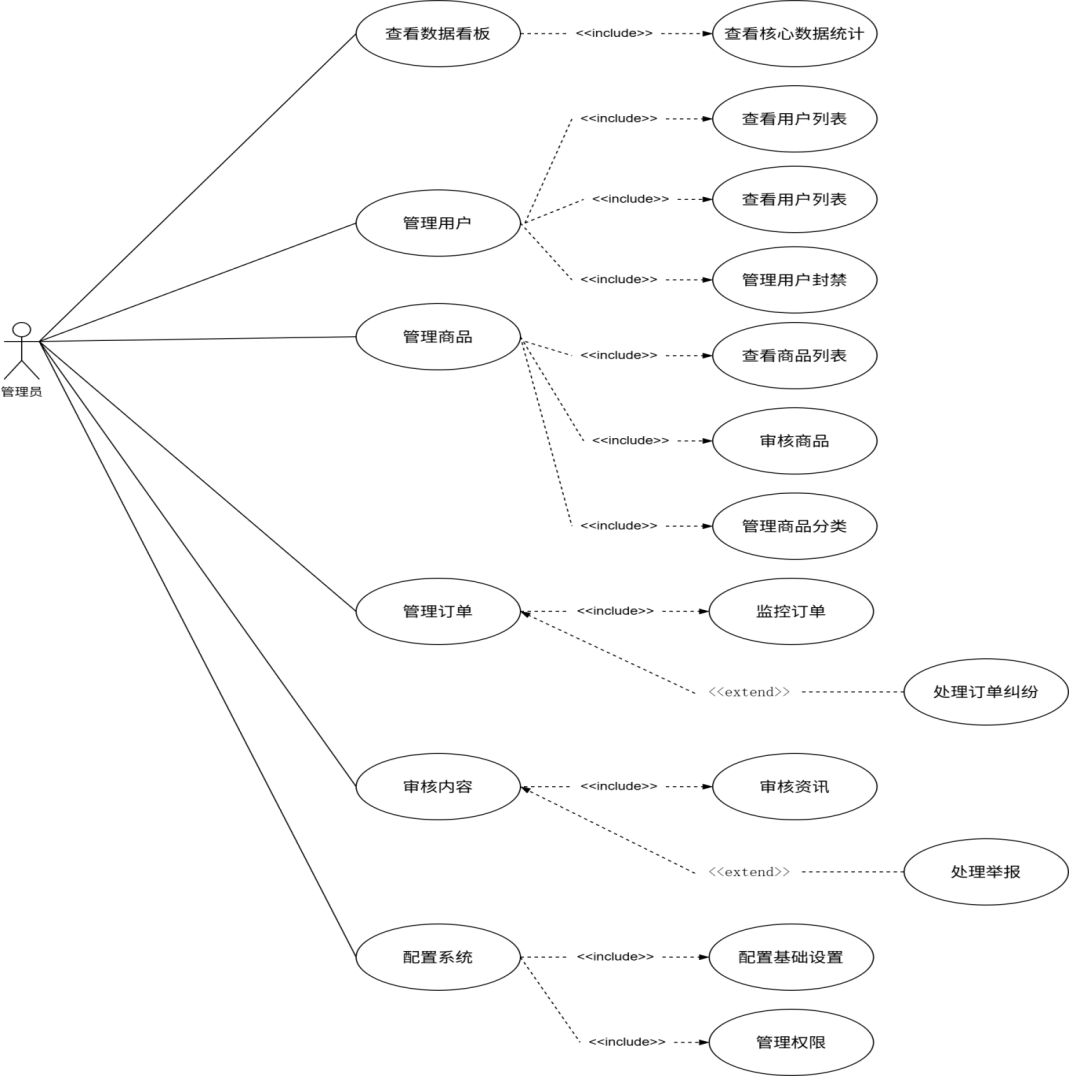 查看数据看板
<<include>>
查看核心数据统计
<<include>>
查看用户列表
<<include>>
查看用户列表
管理用户
<<include>>
管理用户封禁
管理商品
<<include>>
查看商品列表
管理员
<<include>>
审核商品
<<include>>
管理商品分类
管理订单
<<include>>
监控订单
<<extend>>
处理订单纠纷
审核内容
<<include>>
审核资讯
<<extend>>
处理举报
配置系统
<<include>>
配置基础设置
<<include>>
管理权限